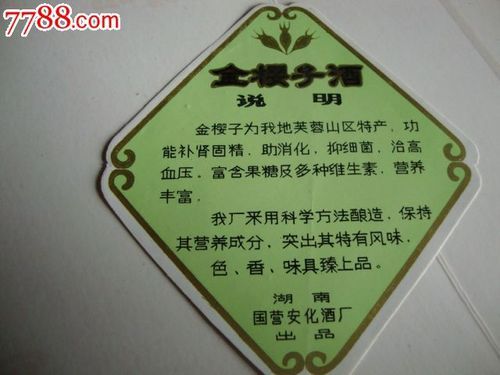 7788.com
金樱子酒
说 明
金樱子为我地芙蓉山区特产，功
能补肾固精，助消化，抑细菌，治高
血压。富含果糖及多种维生素，营养
丰富，
我厂釆用科学方法酿造，保持
其营养成分，突出其特有风味，
色、香、味具臻上品。
湖 南
国营安化酒厂
出 品